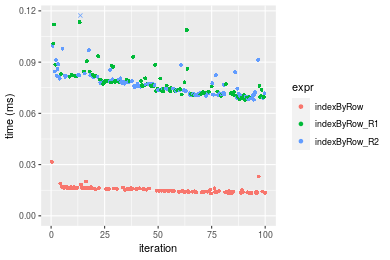 0.12
0.09
0.06
0.03
0.00
time (ms)
0
25
50
75
100
iteration
expr
indexByRow
indexByRow_R1
indexByRow_R2